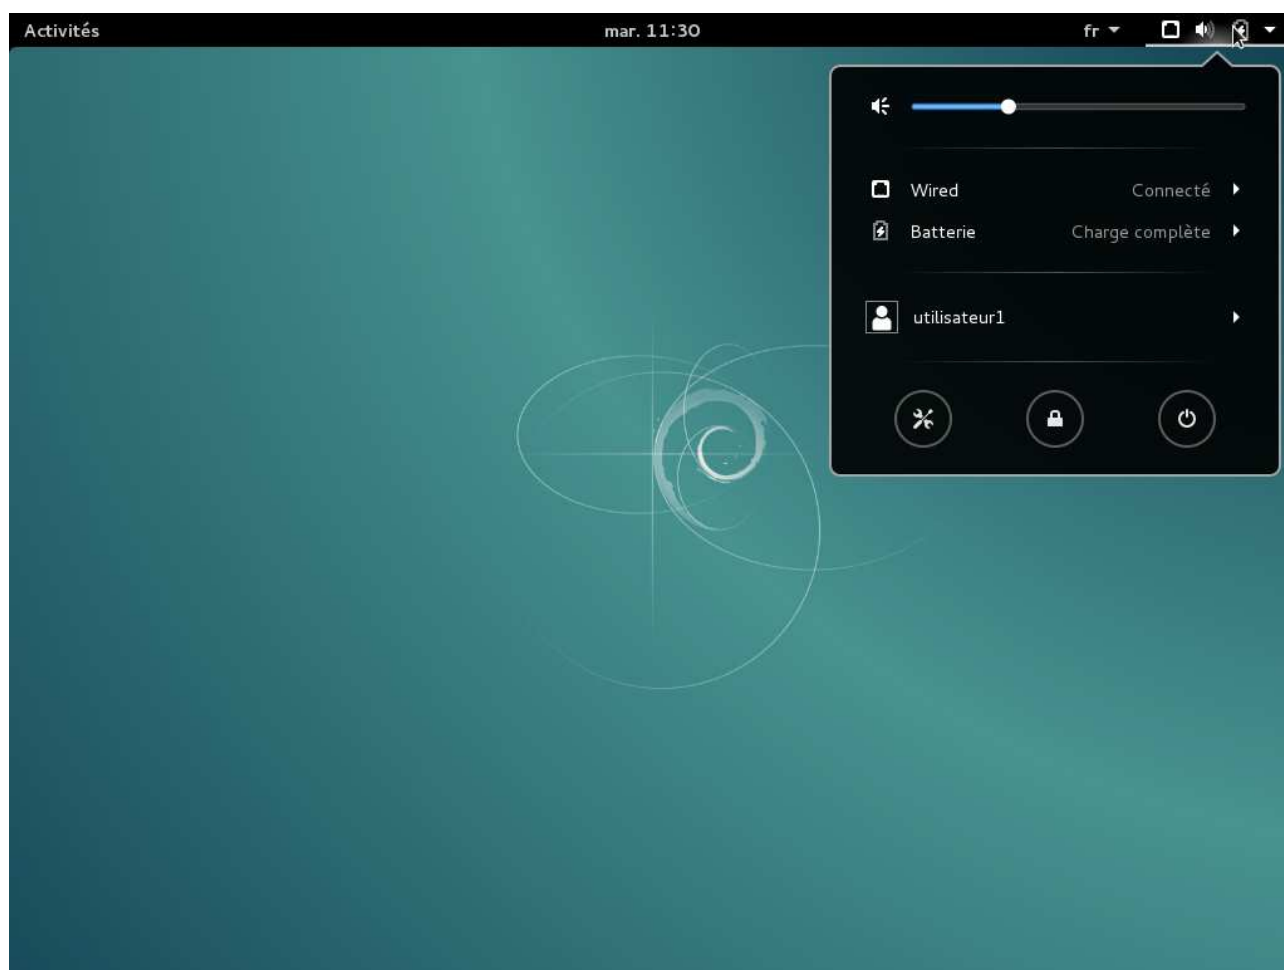 Activités mar. 11:30 fr
Wired Connecté
Batterie Charge complète
utilisateur1